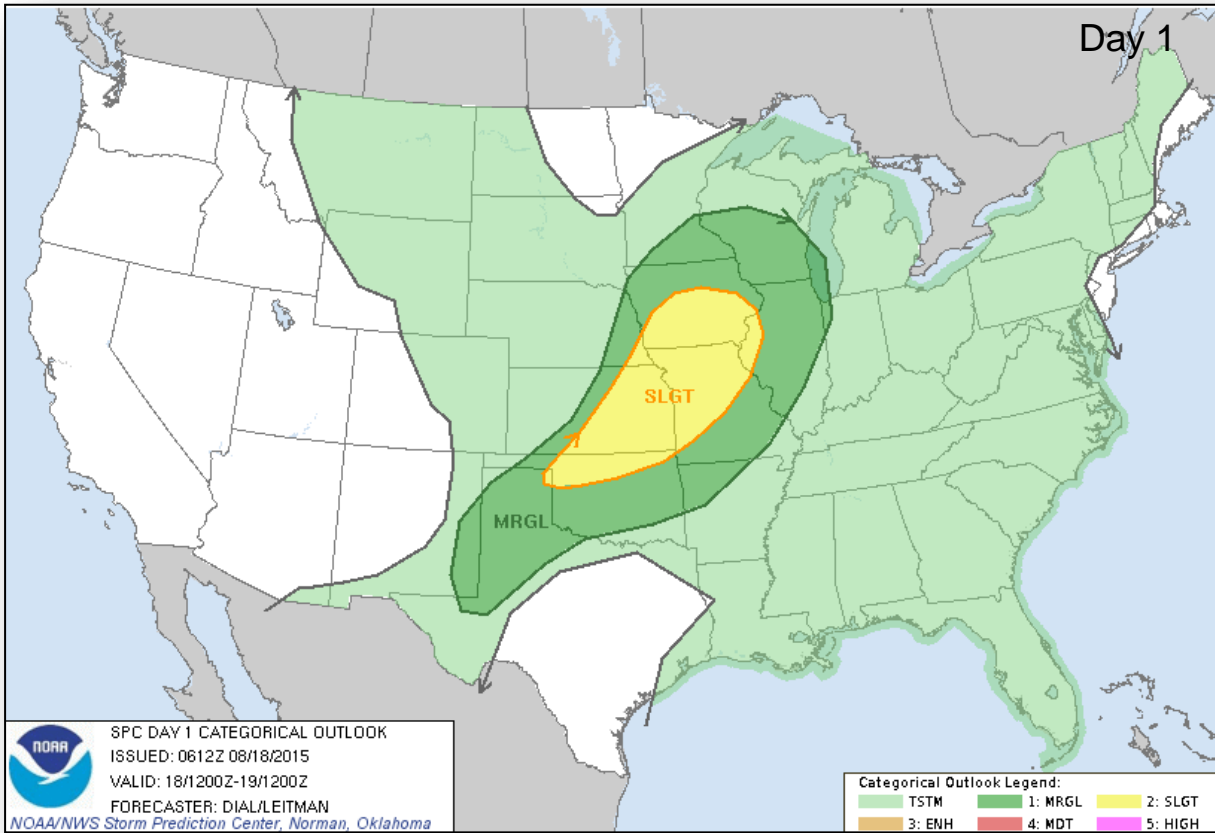 Day 1
SLGT
MRGL
NOAA
SPC DAY 1 CATEGORICAL OUTLOOK
ISSUED: 0612Z 08/18/2015
VALID: 18/1200Z-19/1200Z
FORECASTER: DIAL/LEITMAN
NOAA/NWS Storm Prediction Center, Norman, Oklahoma
Categorical Outlook Legend:
TSTM 1: MRGL 2: SLGT
3: ENH 4: MDT 5: HIGH